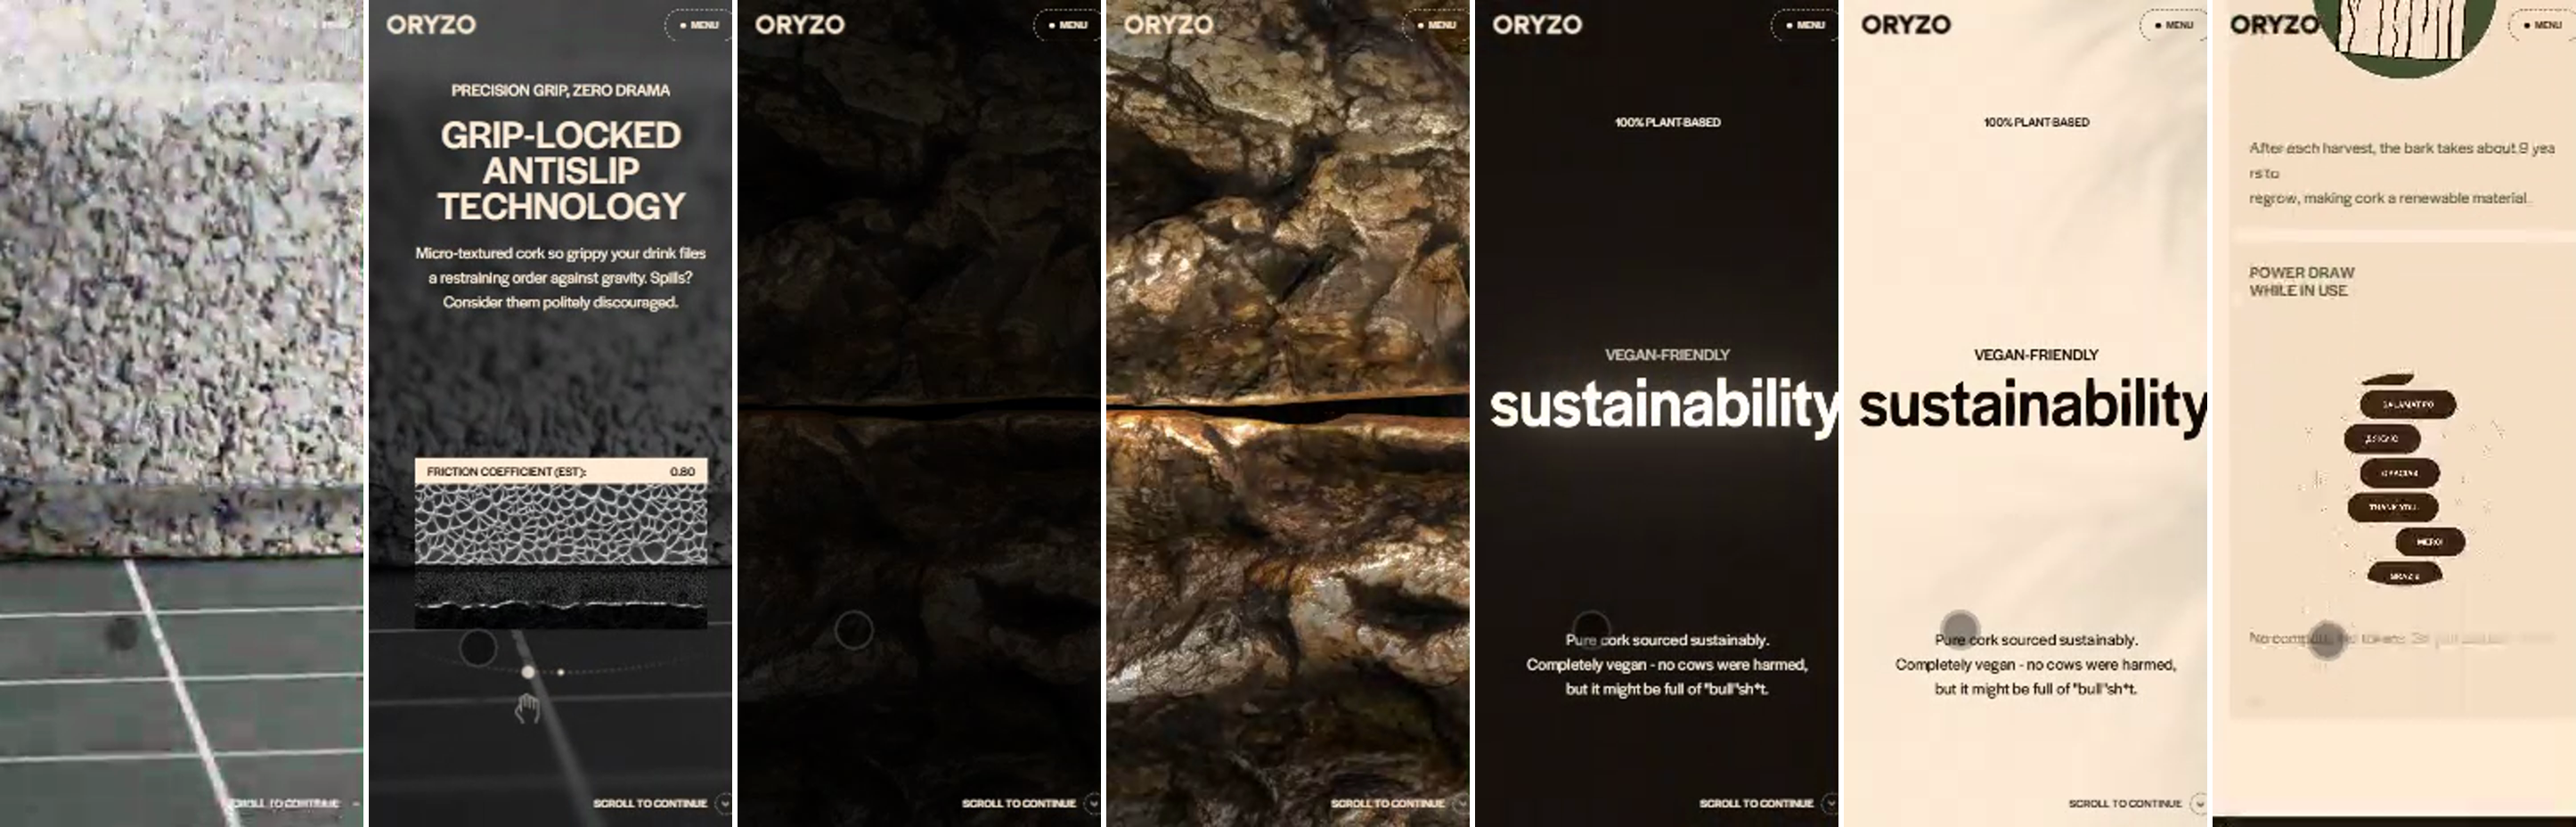 SCROLL TO CONTINUE
ORYZO
MENU
PRECISION GRIP, ZERO DRAMA
GRIP-LOCKED
ANTISLIP
TECHNOLOGY
Micro-textured cork so grippy your drink files
a restraining order against gravity. Spills?
Consider them politely discouraged.
FRICTION COEFFICIENT (EST): 0.80
SCROLL TO CONTINUE
ORYZO
MENU
SCROLL TO CONTINUE
ORYZO
MENU
SCROLL TO CONTINUE
ORYZO
MENU
100% PLANT-BASED
VEGAN-FRIENDLY
sustainability
Pure cork sourced sustainably.
Completely vegan - no cows were harmed,
but it might be full of "bull"sh*t.
SCROLL TO CONTINUE
ORYZO
MENU
100% PLANT-BASED
VEGAN-FRIENDLY
sustainability
Pure cork sourced sustainably.
Completely vegan - no cows were harmed,
but it might be full of "bull"sh*t.
SCROLL TO CONTINUE
ORYZO
MENU
After each harvest, the bark takes about 9 yea
rs to
regrow, making cork a renewable material.
POWER DRAW
WHILE IN USE
THANK YOU